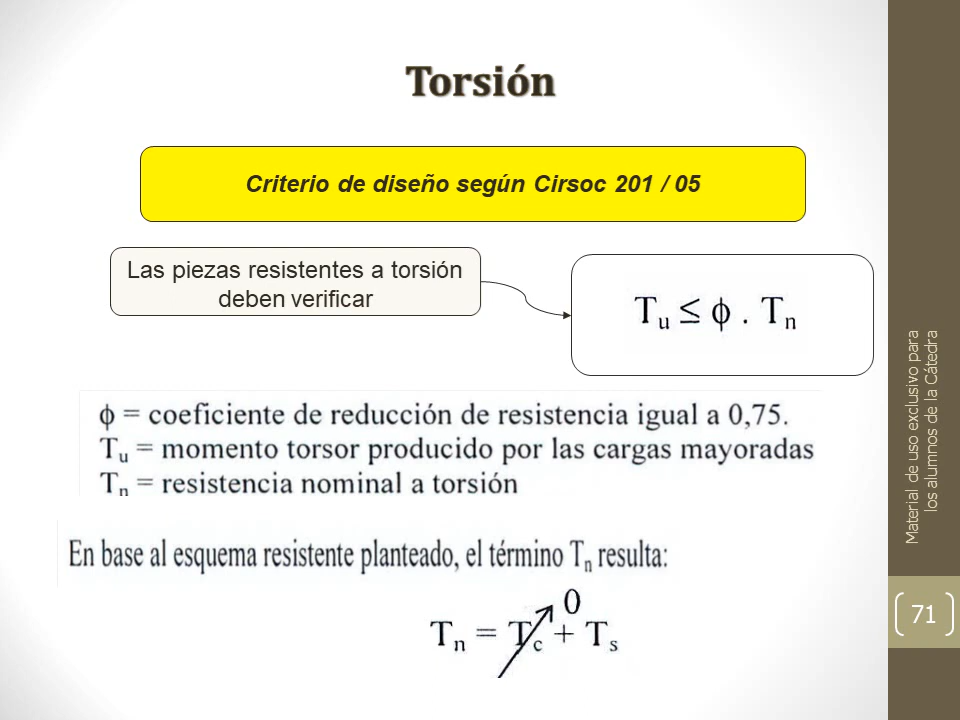 Torsión
Criterio de diseño según Cirsoc 201 / 05
Las piezas resistentes a torsión
deben verificar
Tu ≤ ϕ . Tn
ϕ = coeficiente de reducción de resistencia igual a 0,75.
Tu = momento torsor producido por las cargas mayoradas
Tn = resistencia nominal a torsión
En base al esquema resistente planteado, el término Tn resulta:
0
Tn = Tc + Ts
Material de uso exclusivo para
los alumnos de la Cátedra
71